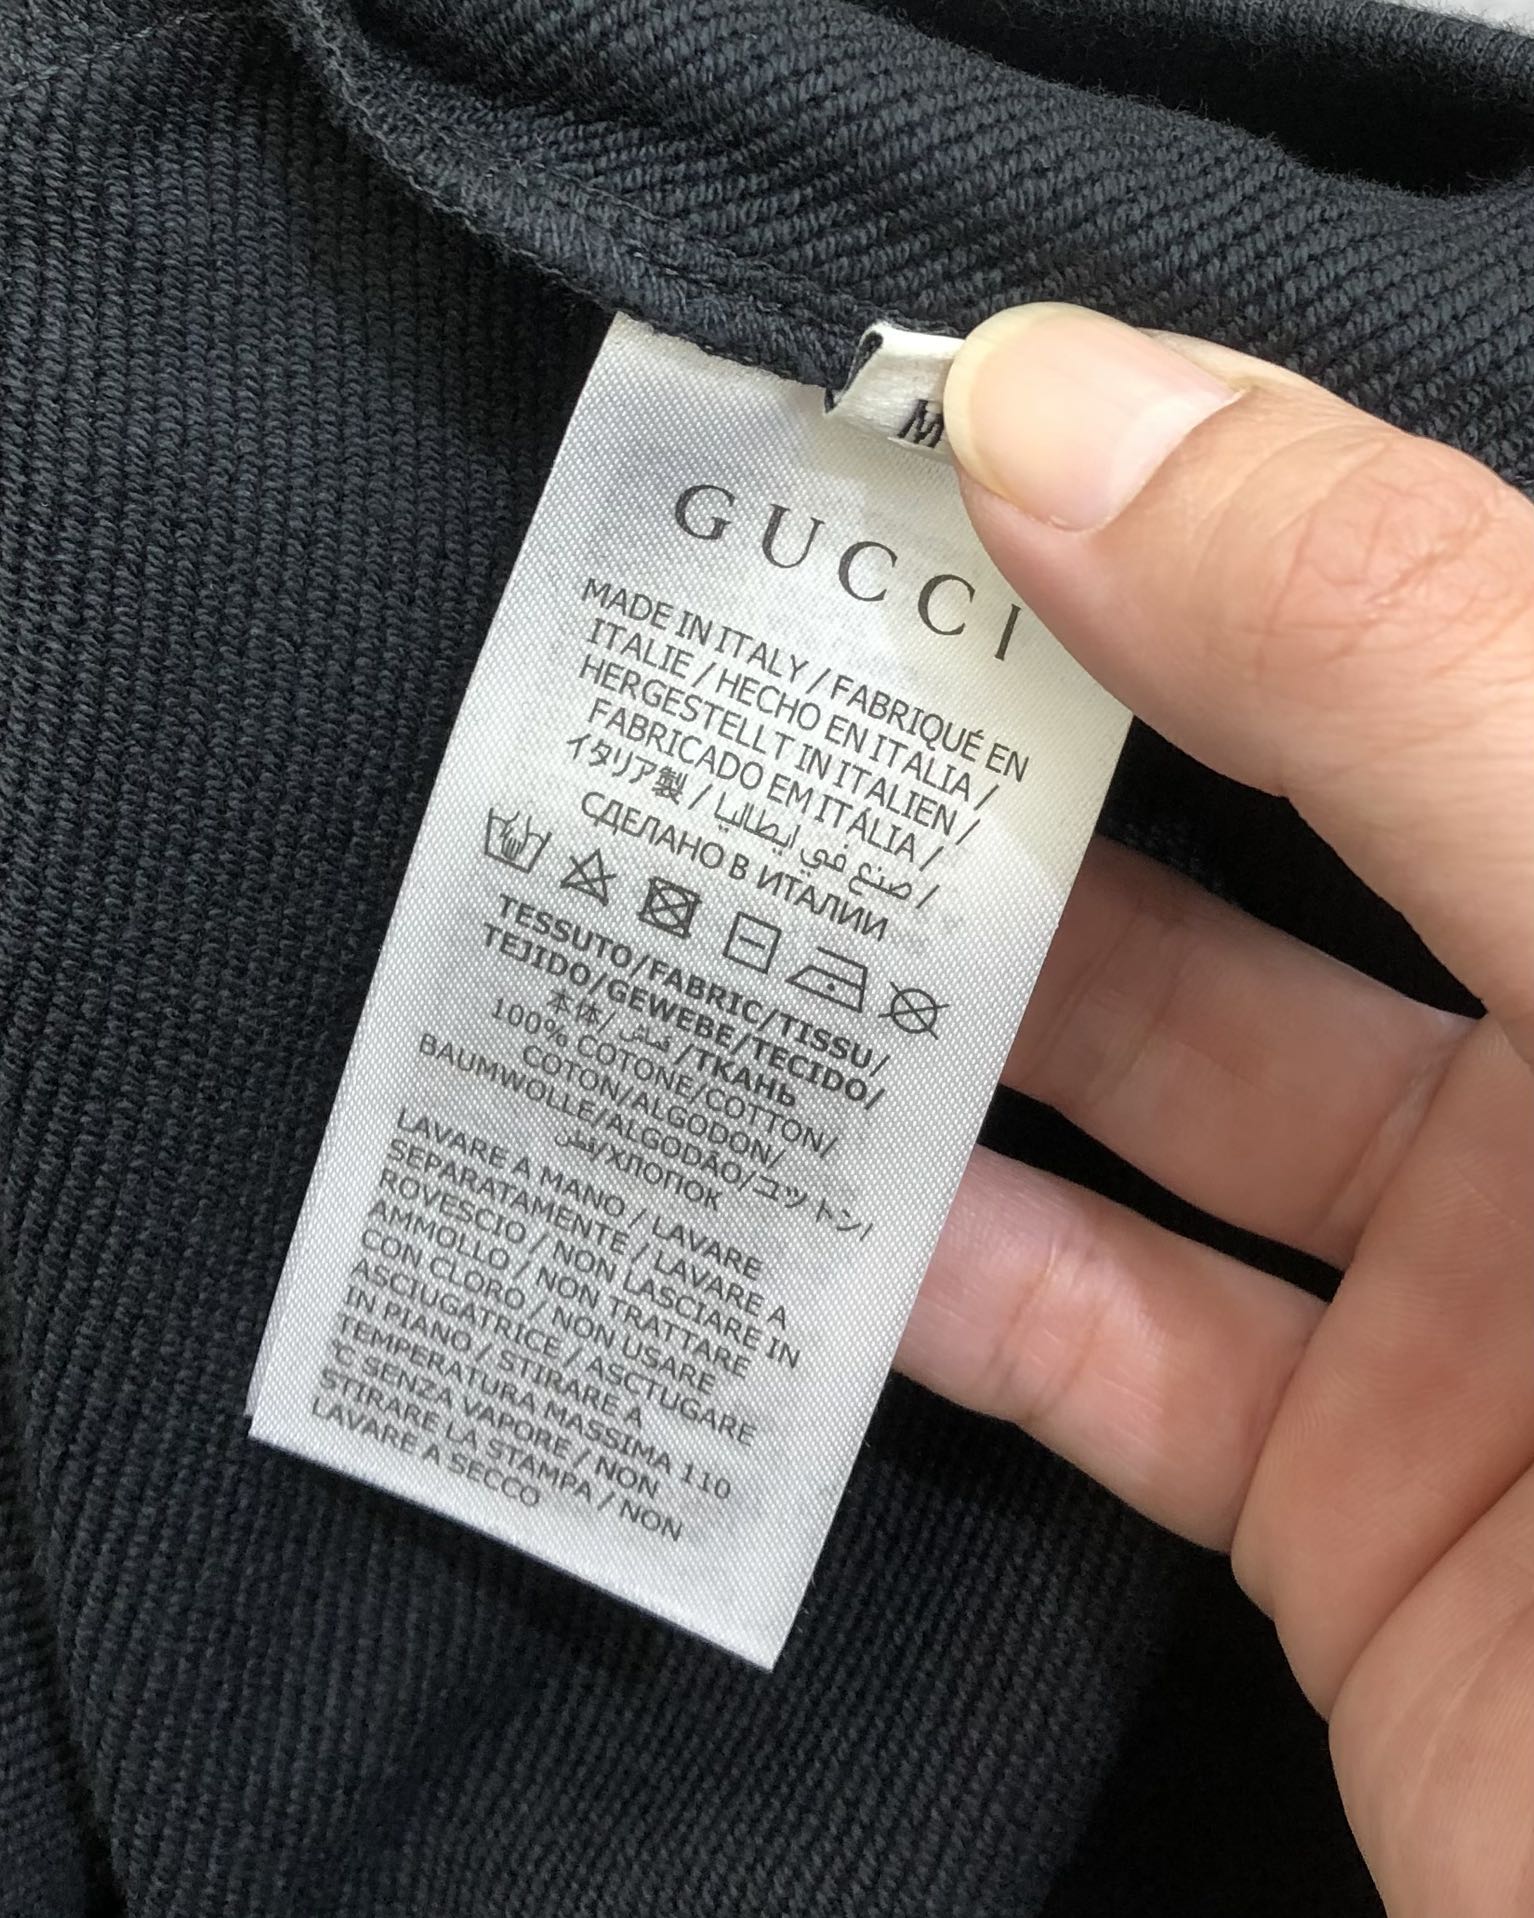 M
GUCCI
MADE IN ITALY / FABRIQUÉ EN
ITALIE / HECHO EN ITALIA /
HERGESTELLT IN ITALIEN /
FABRICADO EM ITÁLIA /
イタリア製 / صنع في ايطاليا /
СДЕЛАНО В ИТАЛИИ
TESSUTO/FABRIC/TISSU/
TEJIDO/GEWEBE/TECIDO/
本体/قماش/ТКАНЬ
100% COTONE/COTTON/
COTON/ALGODON/
BAUMWOLLE/ALGODÃO/コットン/
قطن/ХЛОПОК
LAVARE A MANO / LAVARE
SEPARATAMENTE / LAVARE A
ROVESCIO / NON LASCIARE IN
AMMOLLO / NON TRATTARE
CON CLORO / NON USARE
ASCIUGATRICE / ASCTUGARE
IN PIANO / STIRARE A
TEMPERATURA MASSIMA 110
°C SENZA VAPORE / NON
STIRARE LA STAMPA / NON
LAVARE A SECCO